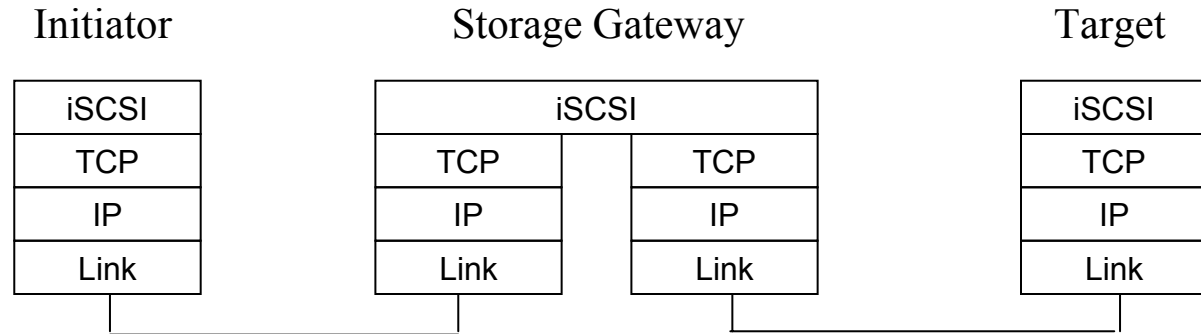 Initiator Storage Gateway Target
iSCSI iSCSI iSCSI
TCP TCP TCP TCP
IP IP IP IP
Link Link Link Link